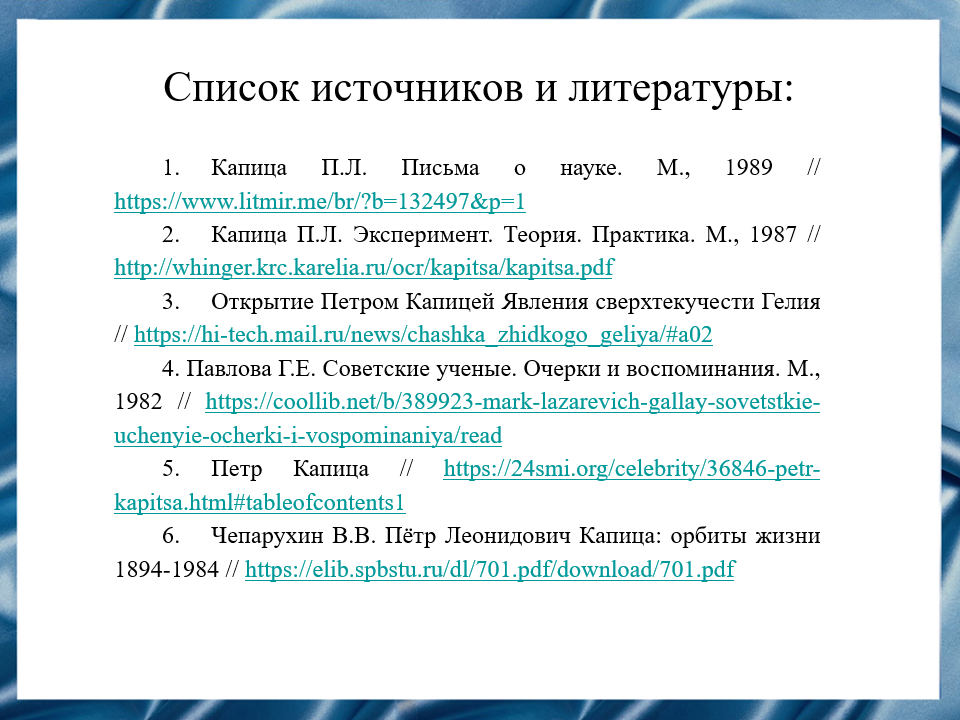 Список источников и литературы:
1. Капица П.Л. Письма о науке. М., 1989 //
https://www.litmir.me/br/?b=132497&p=1
2. Капица П.Л. Эксперимент. Теория. Практика. М., 1987 //
http://whinger.krc.karelia.ru/ocr/kapitsa/kapitsa.pdf
3. Открытие Петром Капицей Явления сверхтекучести Гелия
// https://hi-tech.mail.ru/news/chashka_zhidkogo_geliya/#a02
4. Павлова Г.Е. Советские ученые. Очерки и воспоминания. М.,
1982 // https://coollib.net/b/389923-mark-lazarevich-gallay-sovetstkie-
uchenyie-ocherki-i-vospominaniya/read
5. Петр Капица // https://24smi.org/celebrity/36846-petr-
kapitsa.html#tableofcontents1
6. Чепарухин В.В. Пётр Леонидович Капица: орбиты жизни
1894-1984 // https://elib.spbstu.ru/dl/701.pdf/download/701.pdf